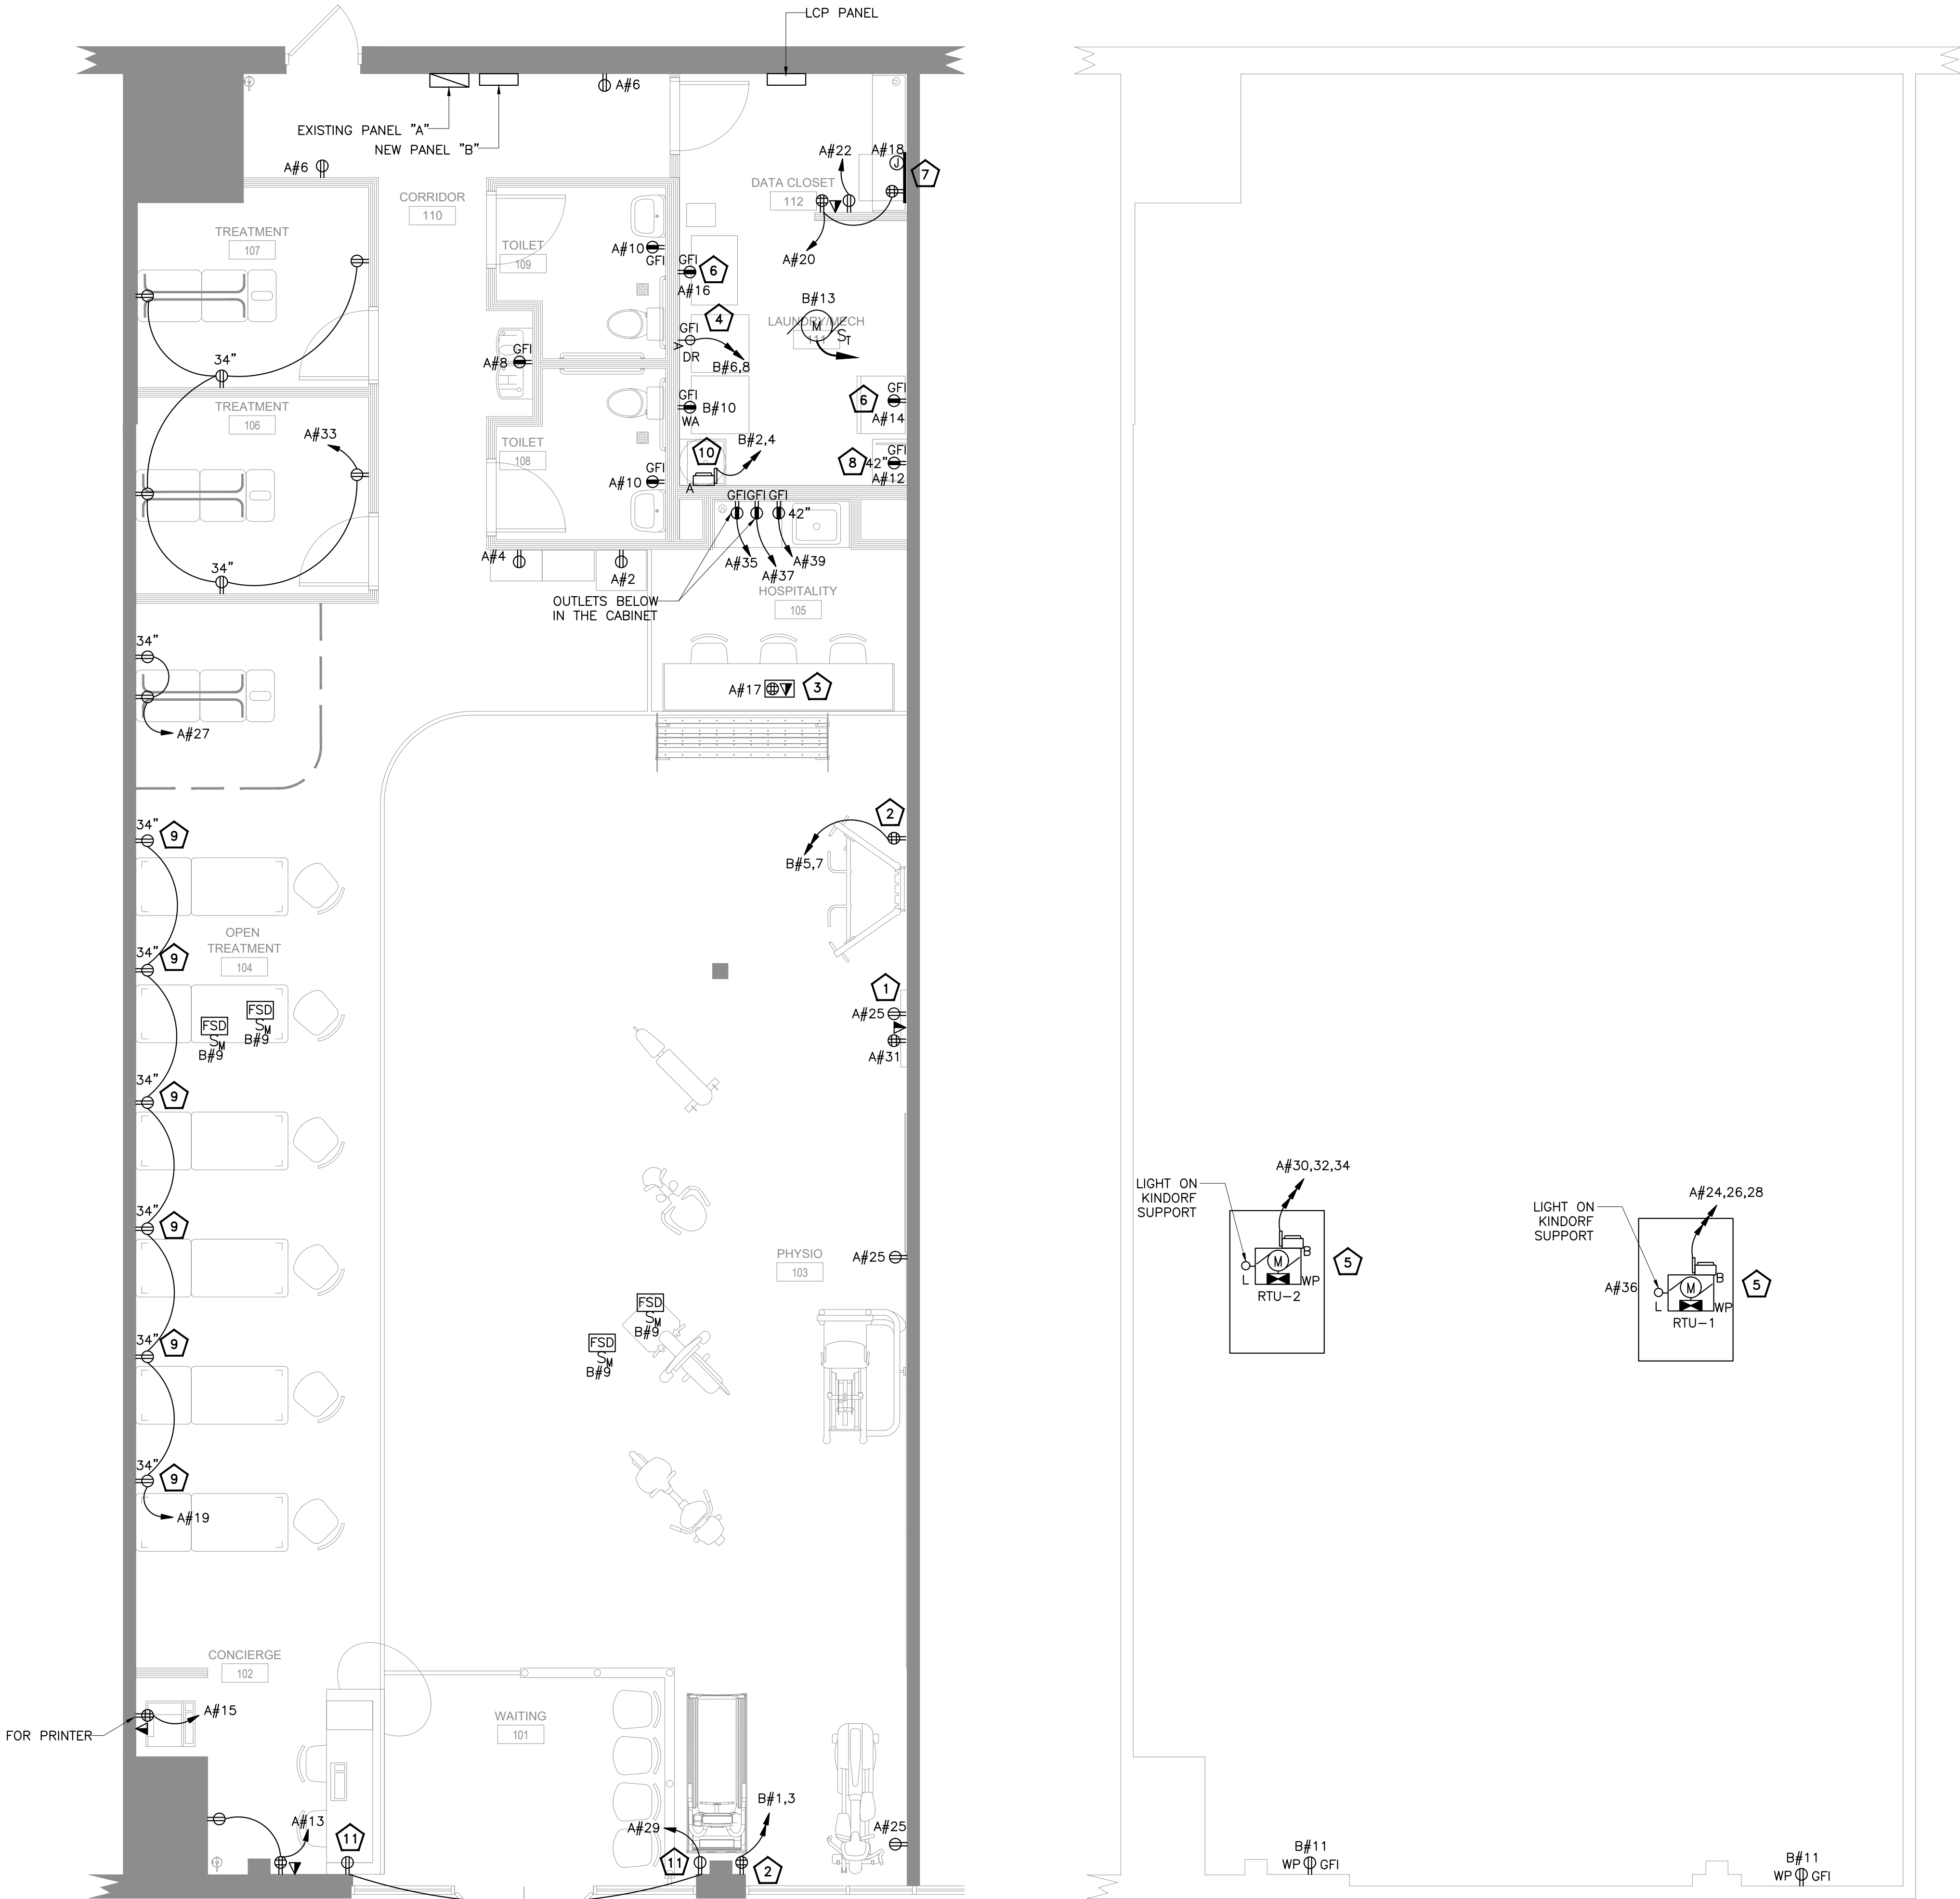 LCP PANEL
A#6
EXISTING PANEL "A"
NEW PANEL "B"
A#6
A#22
A#18
J
7
CORRIDOR
110
DATA CLOSET
112
TREATMENT
107
TOILET
109
A#10
GFI
GFI
6
A#16
A#20
B#13
4
LAUNDRY/MECH
111
M
ST
GFI
A
DR
B#6,8
GFI
A#8
34"
GFI
6
A#14
GFI
B#10
WA
TREATMENT
106
A#33
TOILET
108
10
B#2,4
A
GFI
8
42"
A#12
GFI
A#10
GFI
GFI
GFI
42"
A#4
A#2
A#35
A#37
A#39
34"
OUTLETS BELOW
IN THE CABINET
HOSPITALITY
105
34"
A#17
3
A#27
34"
9
2
B#5,7
OPEN
TREATMENT
104
34"
9
FSD
SM
B#9
FSD
SM
B#9
1
A#25
A#31
34"
9
34"
9
A#25
PHYSIO
103
FSD
SM
B#9
FSD
SM
B#9
34"
9
34"
9
A#19
CONCIERGE
102
A#15
FOR PRINTER
WAITING
101
A#13
11
A#29
11
B#1,3
2
A#25
A#30,32,34
LIGHT ON
KINDORF
SUPPORT
B
M
L
WP
RTU-2
5
A#24,26,28
LIGHT ON
KINDORF
SUPPORT
A#36
B
M
L
WP
RTU-1
5
B#11
WP GFI
B#11
WP GFI